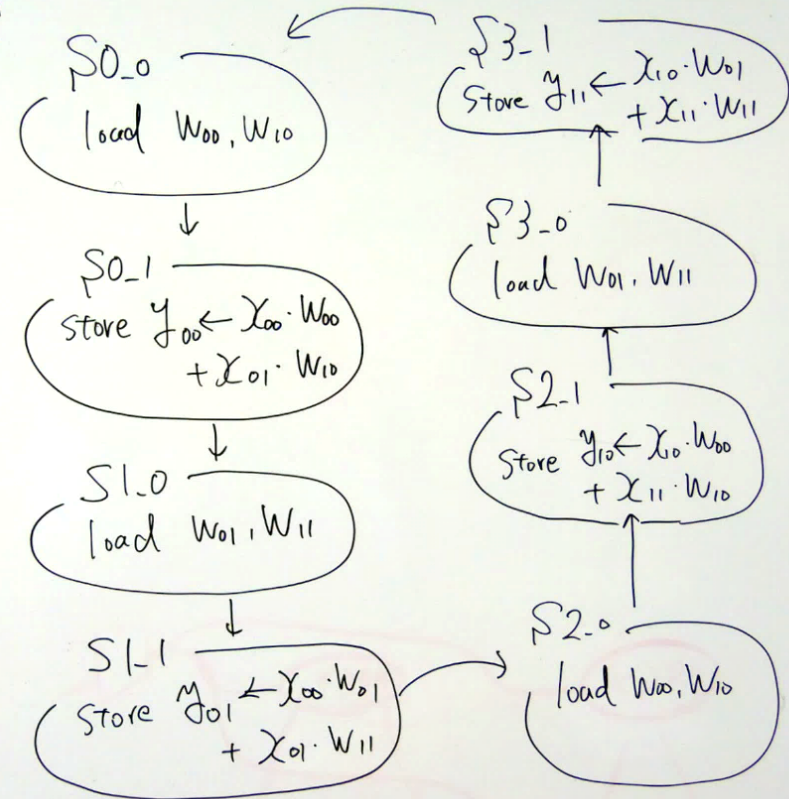 S0_0
load W00, W10
S0_1
store y00 ← x00·W00
+ x01·W10
S1_0
load W01, W11
S1_1
store y01 ← x00·W01
+ x01·W11
S2_0
load W00, W10
S2_1
store y10 ← x10·W00
+ x11·W10
S3_0
load W01, W11
S3_1
store y11 ← x10·W01
+ x11·W11